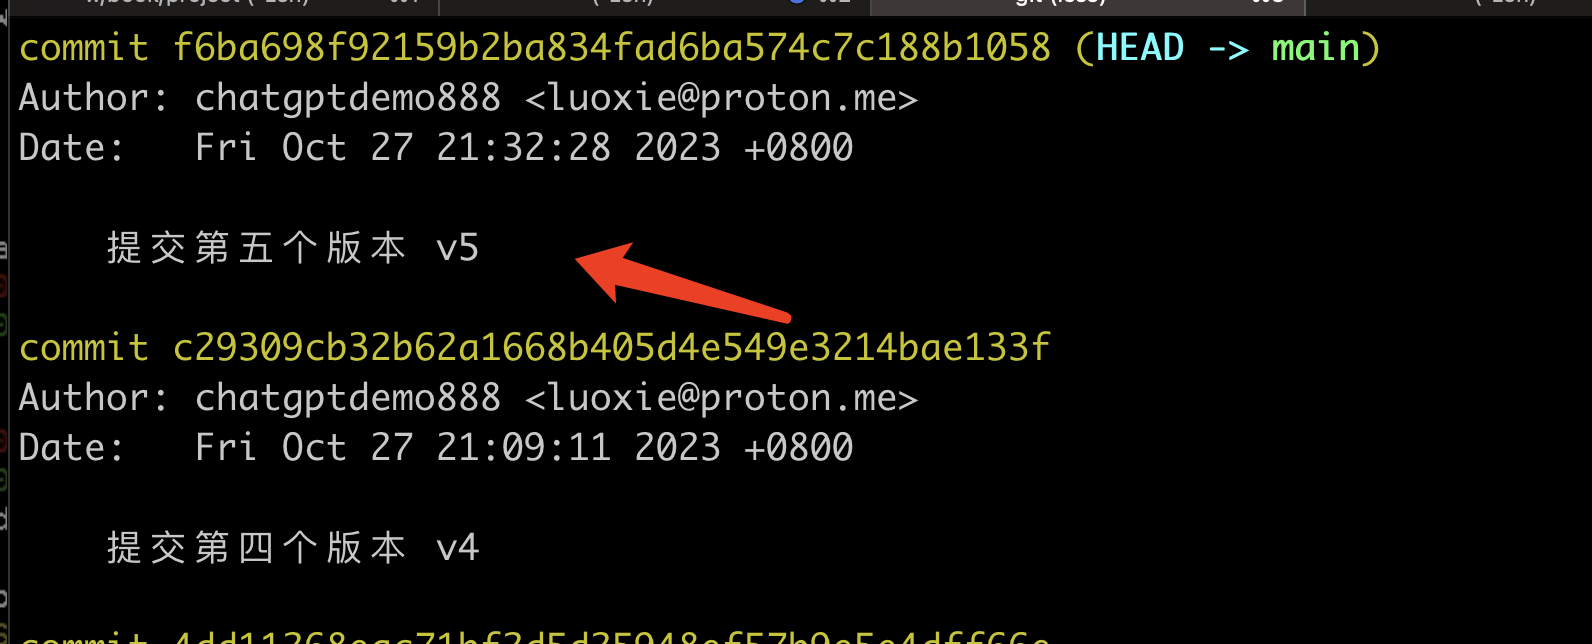 commit f6ba698f92159b2ba834fad6ba574c7c188b1058 (HEAD -> main)
Author: chatgptdemo888 <luoxie@proton.me>
Date:   Fri Oct 27 21:32:28 2023 +0800
提交第五个版本 v5
commit c29309cb32b62a1668b405d4e549e3214bae133f
Author: chatgptdemo888 <luoxie@proton.me>
Date:   Fri Oct 27 21:09:11 2023 +0800
提交第四个版本 v4
commit